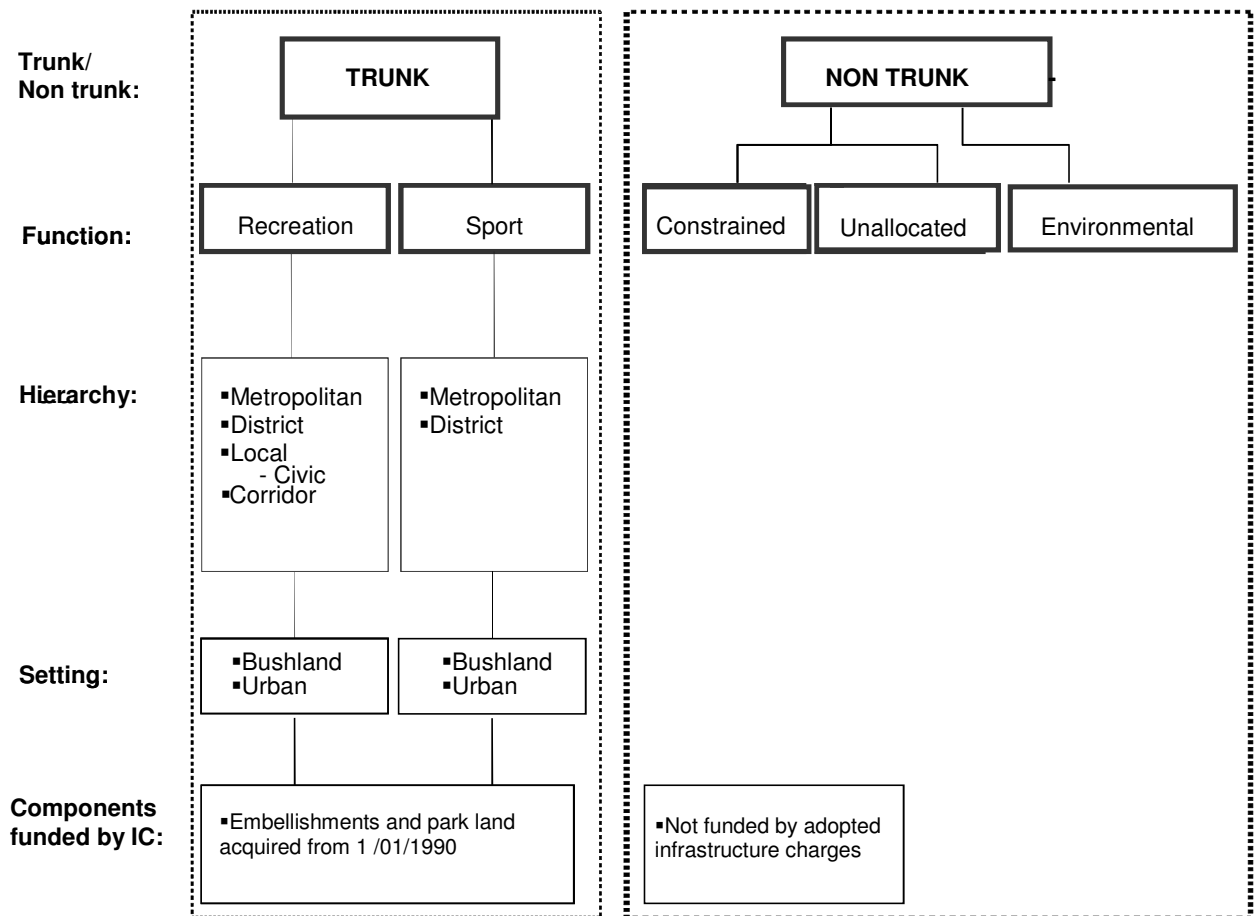 Trunk/
Non trunk:
TRUNK
NON TRUNK
Function:
Recreation
Sport
Constrained
Unallocated
Environmental
Hierarchy:
▪Metropolitan
▪District
▪Local
- Civic
▪Corridor
▪Metropolitan
▪District
Setting:
▪Bushland
▪Urban
▪Bushland
▪Urban
Components
funded by IC:
▪Embellishments and park land
acquired from 1 /01/1990
▪Not funded by adopted
infrastructure charges